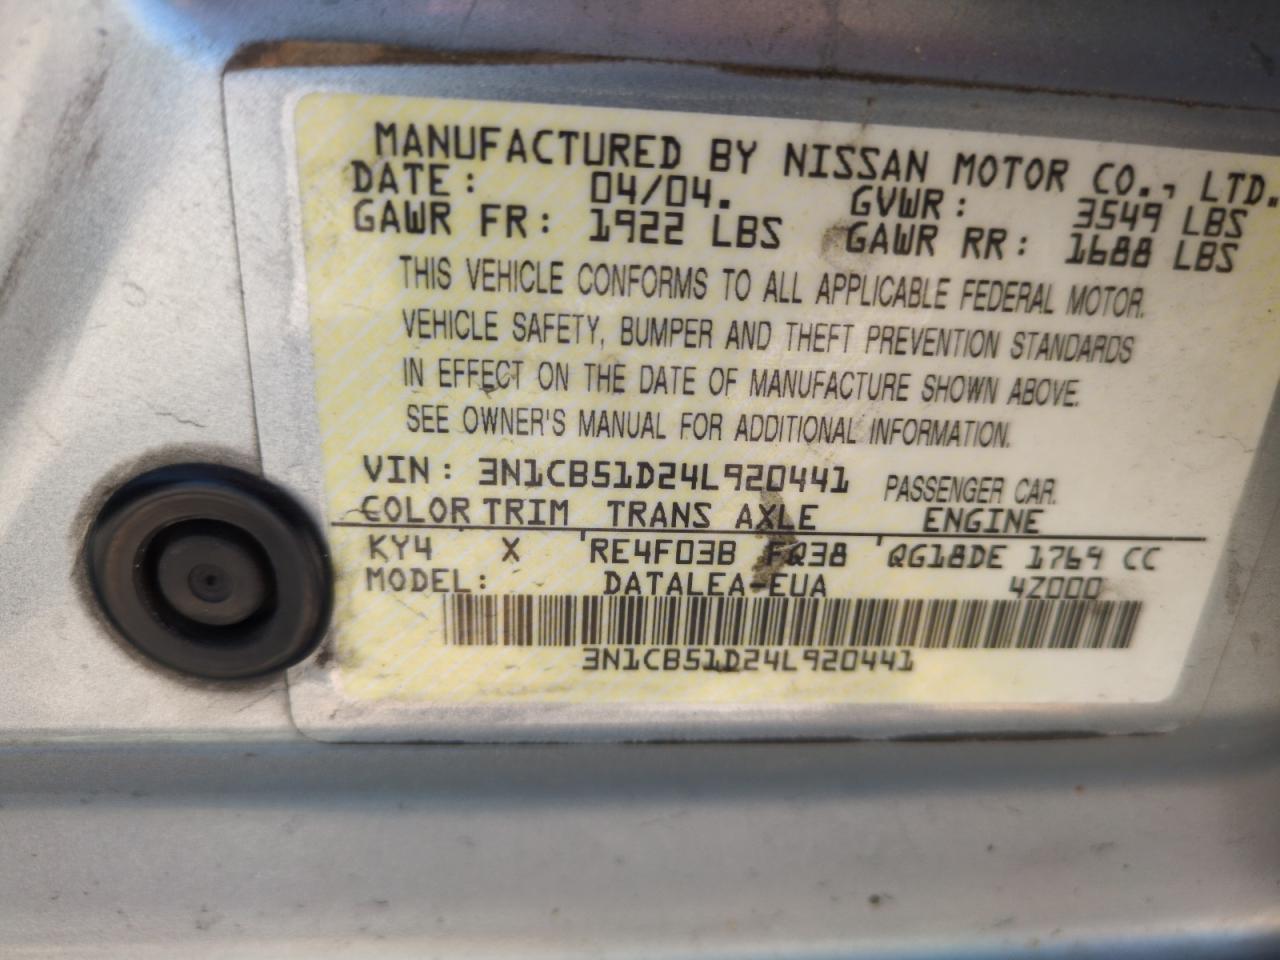 MANUFACTURED BY NISSAN MOTOR CO., LTD.
DATE: 04/04. GVWR: 3549 LBS
GAWR FR: 1922 LBS GAWR RR: 1688 LBS
THIS VEHICLE CONFORMS TO ALL APPLICABLE FEDERAL MOTOR.
VEHICLE SAFETY, BUMPER AND THEFT PREVENTION STANDARDS
IN EFFECT ON THE DATE OF MANUFACTURE SHOWN ABOVE.
SEE OWNER'S MANUAL FOR ADDITIONAL INFORMATION.
VIN: 3N1CB51D24L920441 PASSENGER CAR.
COLOR TRIM TRANS AXLE ENGINE
KY4 X 'RE4F03B FQ38 'QG18DE 1769 CC
MODEL: DATALEA-EUA 4Z000
3N1CB51D24L920441